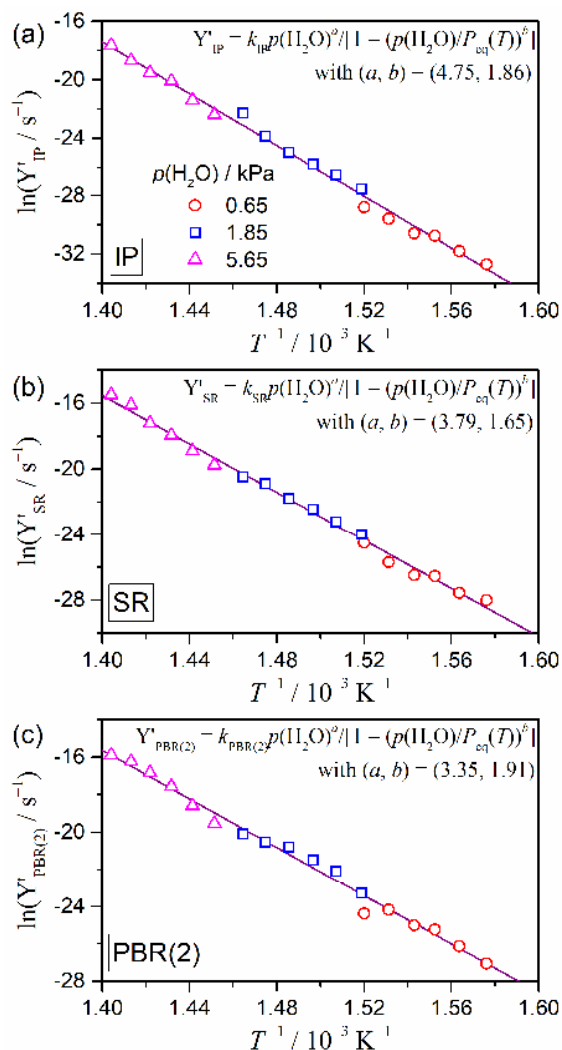 (a)
Y'IP = kIR p(H2O)^a/|1 − (p(H2O)/Peq(T))^b|
with (a, b) − (4.75, 1.86)
-16
-20
-24
-28
-32
ln(Y'IP / s−1)
p(H2O) / kPa
0.65
1.85
5.65
IP
1.40 1.44 1.48 1.52 1.56 1.60
T −1 / 10 3 K 1
(b)
Y'SR = kSR p(H2O)^a/|1 − (p(H2O)/Peq(T))^b|
with (a, b) = (3.79, 1.65)
-16
-20
-24
-28
ln(Y'SR / s−1)
SR
1.40 1.44 1.48 1.52 1.56 1.60
T 1 / 10 3 K 1
(c)
Y'PBR(2) = kPBR(2) p(H2O)^a/|1 − (p(H2O)/Peq(T))^b|
with (a, b) = (3.35, 1.91)
-16
-20
-24
-28
ln(Y'PBR(2) / s−1)
PBR(2)
1.40 1.44 1.48 1.52 1.56 1.60
T 1 / 10 3 K 1